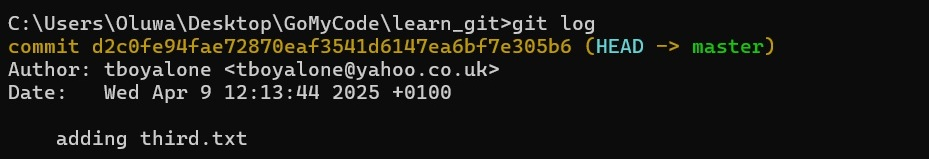 C:\Users\Oluwa\Desktop\GoMyCode\learn_git>git log
commit d2c0fe94fae72870eaf3541d6147ea6bf7e305b6 (HEAD -> master)
Author: tboyalone <tboyalone@yahoo.co.uk>
Date:   Wed Apr 9 12:13:44 2025 +0100
    adding third.txt